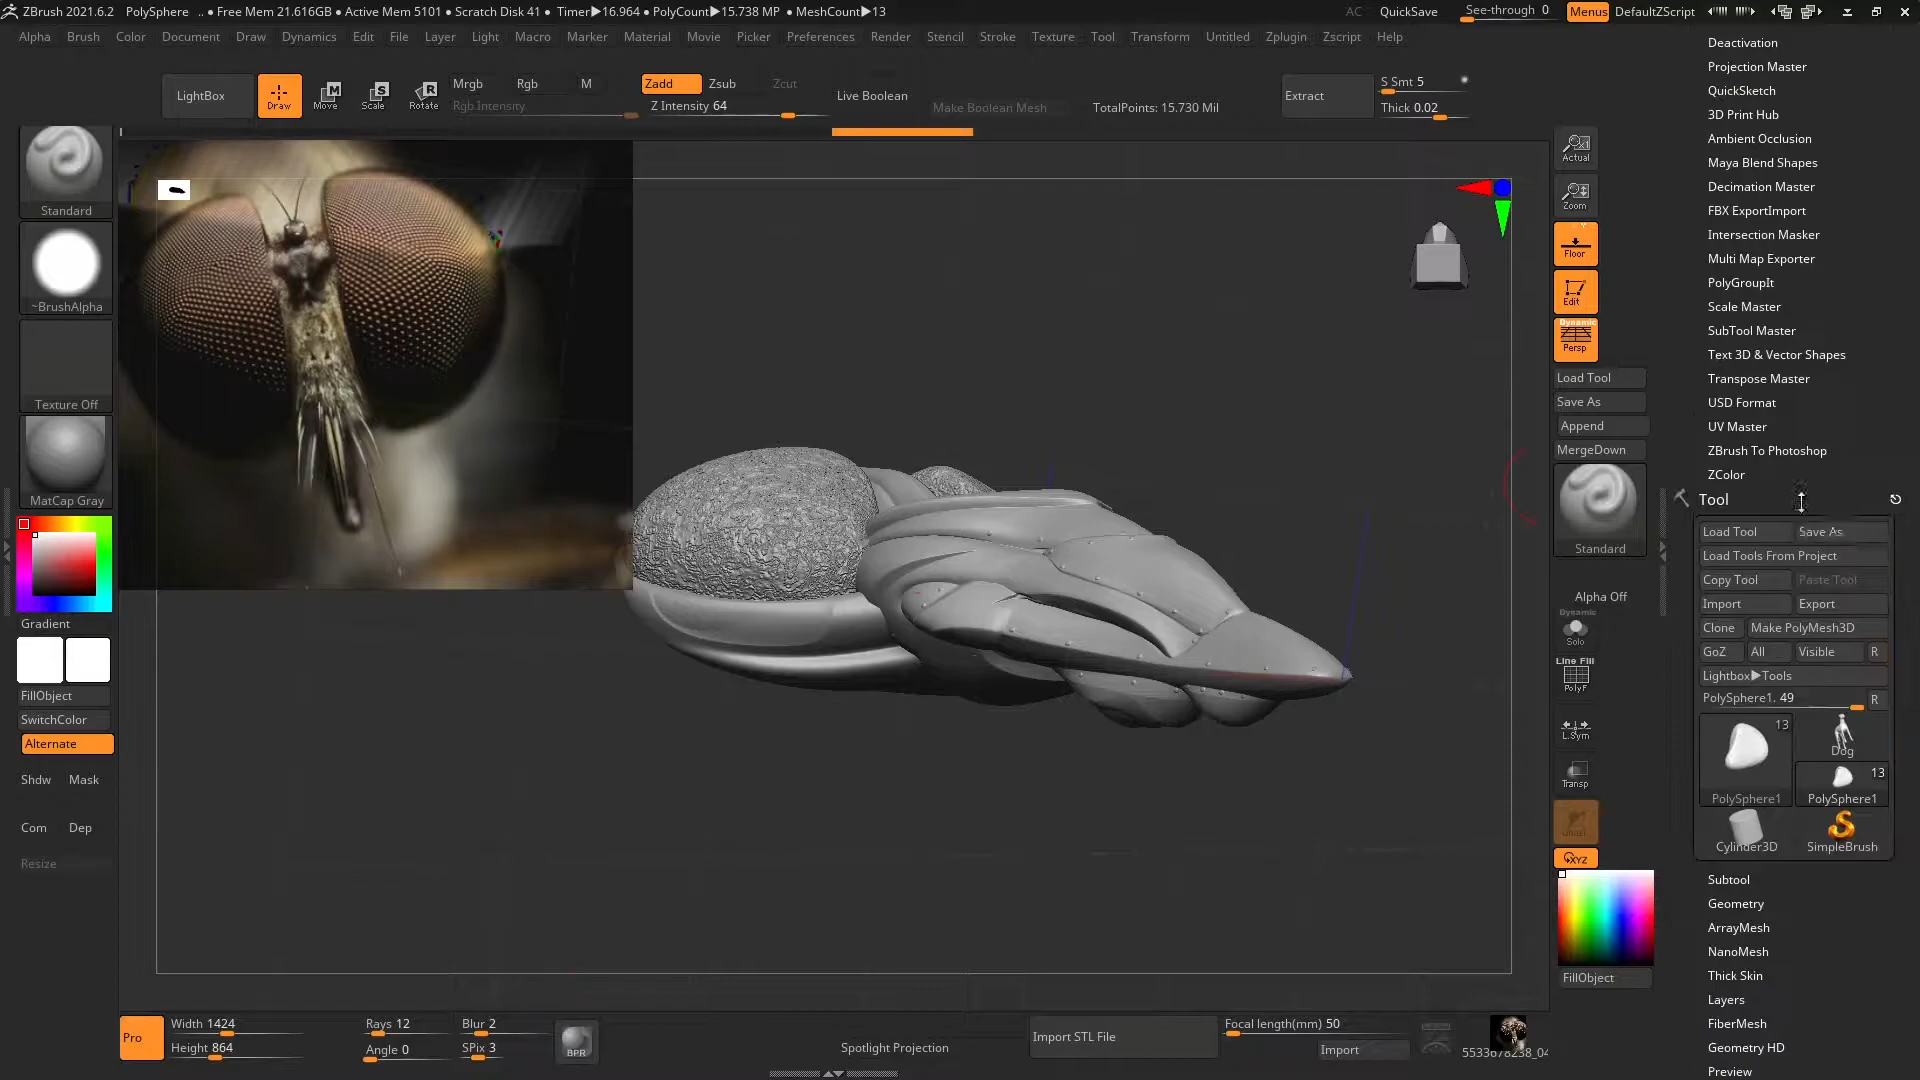 ZBrush 2021.6.2 PolySphere .. ● Free Mem 21.616GB ● Active Mem 5101 ● Scratch Disk 41 ● Timer▶16.964 ● PolyCount▶15.738 MP ● MeshCount▶13 AC QuickSave See-through 0 Menus DefaultZScript
Alpha Brush Color Document Draw Dynamics Edit File Layer Light Macro Marker Material Movie Picker Preferences Render Stencil Stroke Texture Tool Transform Untitled Zplugin Zscript Help
LightBox
Draw
Move
Scale
Rotate
Mrgb Rgb M
Rgb Intensity
Zadd Zsub Zcut
Z Intensity 64
Live Boolean
Make Boolean Mesh
TotalPoints: 15.730 Mil
Extract
S Smt 5
Thick 0.02
Standard
~BrushAlpha
Texture Off
MatCap Gray
Gradient
FillObject
SwitchColor
Alternate
Shdw Mask
Com Dep
Resize
Actual
Zoom
Floor
Edit
Dynamic
Persp
Load Tool
Save As
Append
MergeDown
Standard
Alpha Off
Dynamic
Solo
Line Fill
PolyF
L.Sym
Transp
XYZ
FillObject
Deactivation
Projection Master
QuickSketch
3D Print Hub
Ambient Occlusion
Maya Blend Shapes
Decimation Master
FBX ExportImport
Intersection Masker
Multi Map Exporter
PolyGroupIt
Scale Master
SubTool Master
Text 3D & Vector Shapes
Transpose Master
USD Format
UV Master
ZBrush To Photoshop
ZColor
Tool
Load Tool Save As
Load Tools From Project
Copy Tool Paste Tool
Import Export
Clone Make PolyMesh3D
GoZ All Visible R
Lightbox▶Tools
PolySphere1. 49 R
13
Dog
13
PolySphere1 PolySphere1
Cylinder3D SimpleBrush
Subtool
Geometry
ArrayMesh
NanoMesh
Thick Skin
Layers
FiberMesh
Geometry HD
Preview
Pro
Width 1424
Height 864
Rays 12
Angle 0
Blur 2
SPix 3
BPR
Spotlight Projection
Import STL File
Focal length(mm) 50
Import
5533678238_04